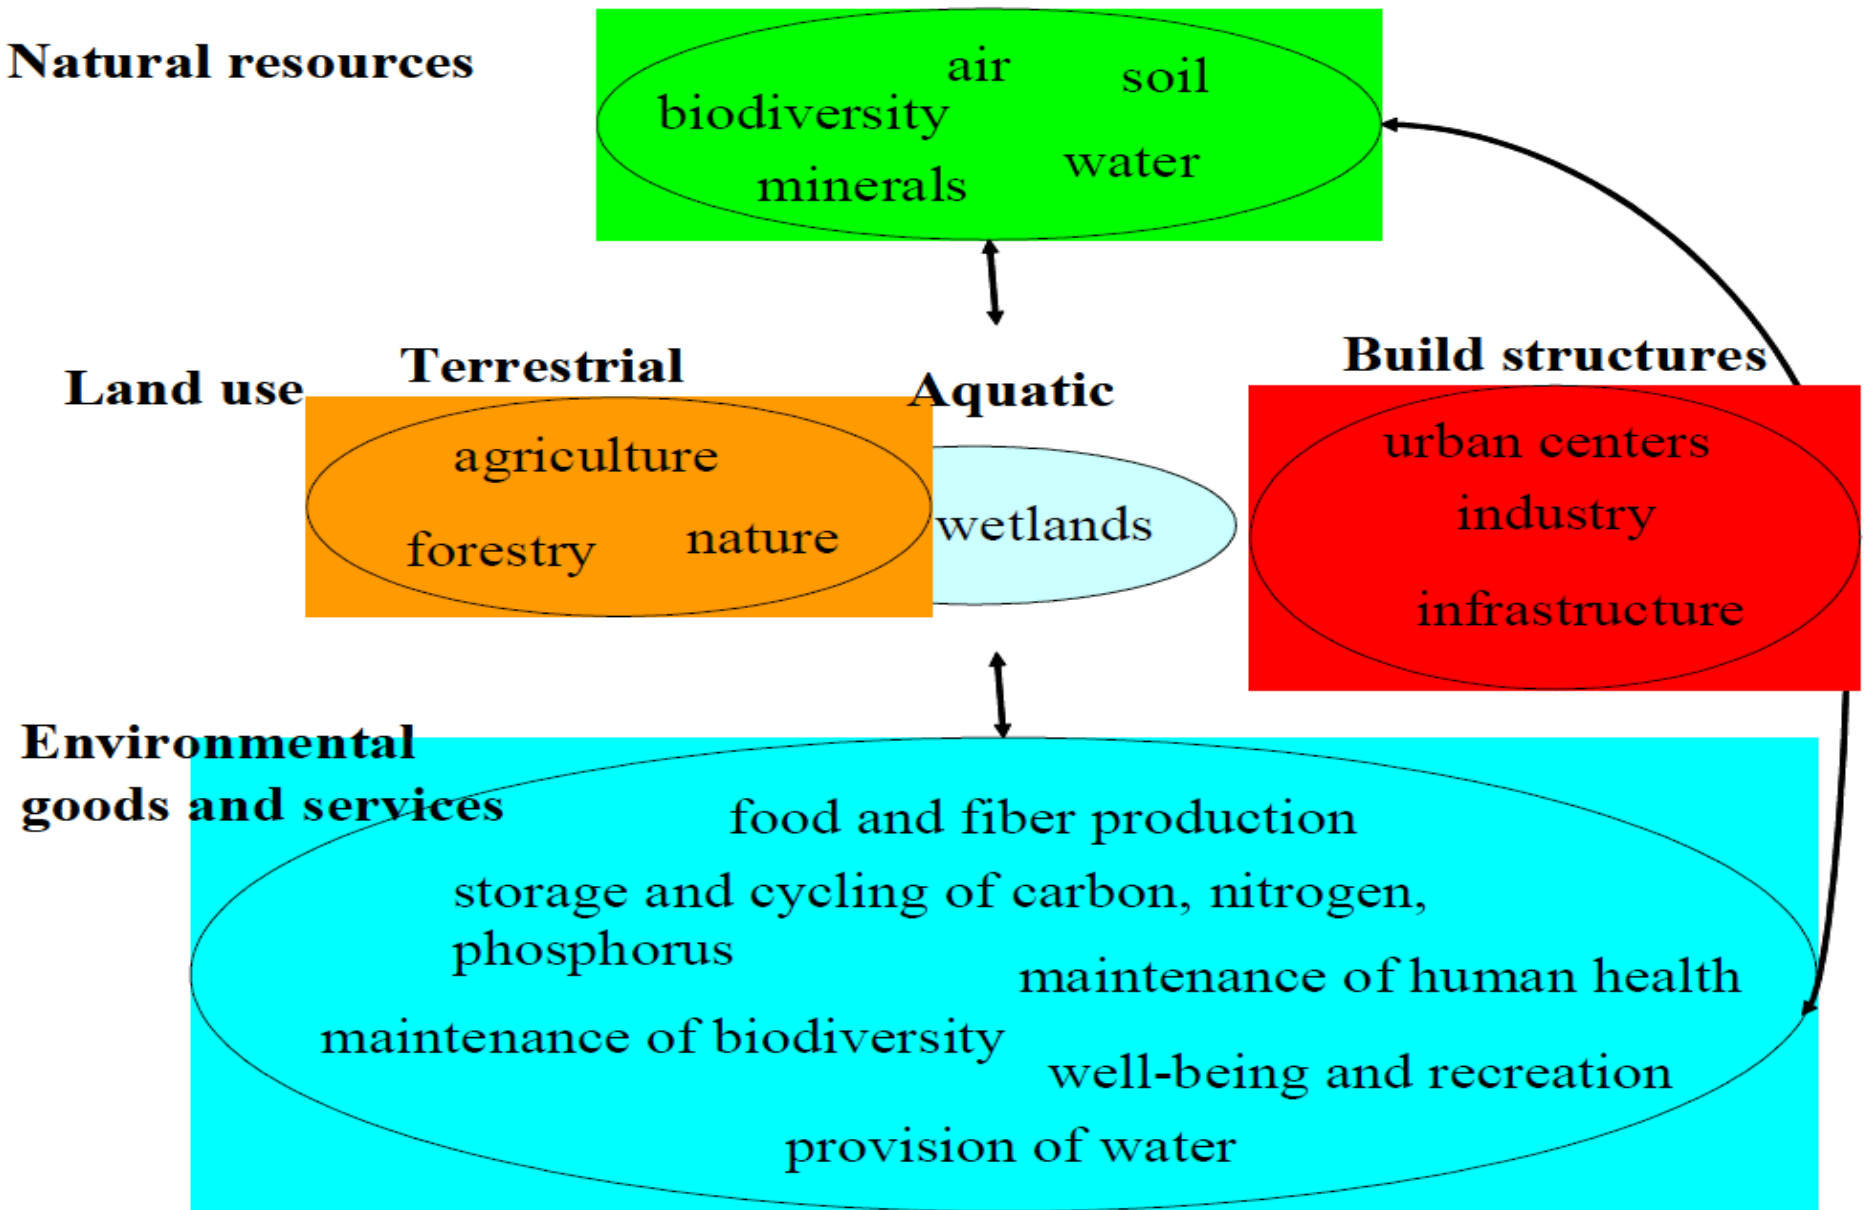 Natural resources
air
soil
biodiversity
water
minerals
Land use
Terrestrial
Aquatic
Build structures
agriculture
forestry
nature
wetlands
urban centers
industry
infrastructure
Environmental
goods and services
food and fiber production
storage and cycling of carbon, nitrogen,
phosphorus
maintenance of human health
maintenance of biodiversity
well-being and recreation
provision of water